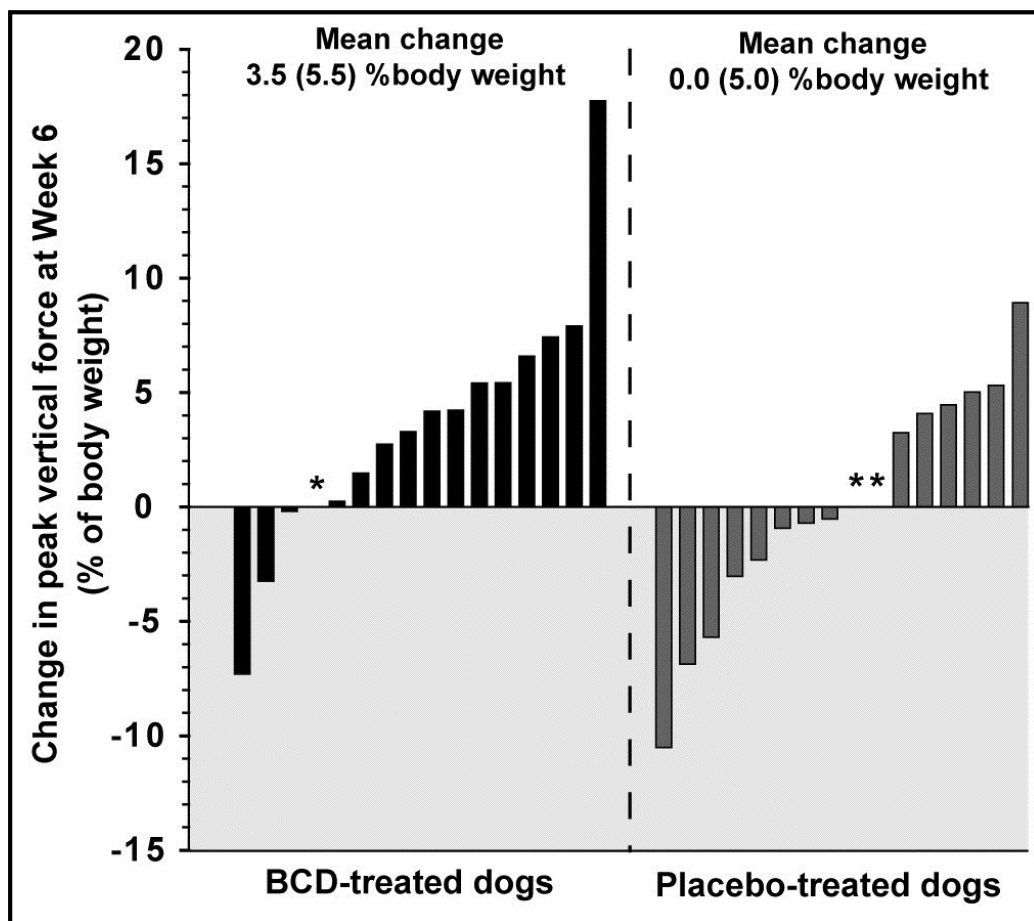 Change in peak vertical force at Week 6
(% of body weight)
20
15
10
5
0
-5
-10
-15
Mean change
3.5 (5.5) %body weight
Mean change
0.0 (5.0) %body weight
*
**
BCD-treated dogs
Placebo-treated dogs